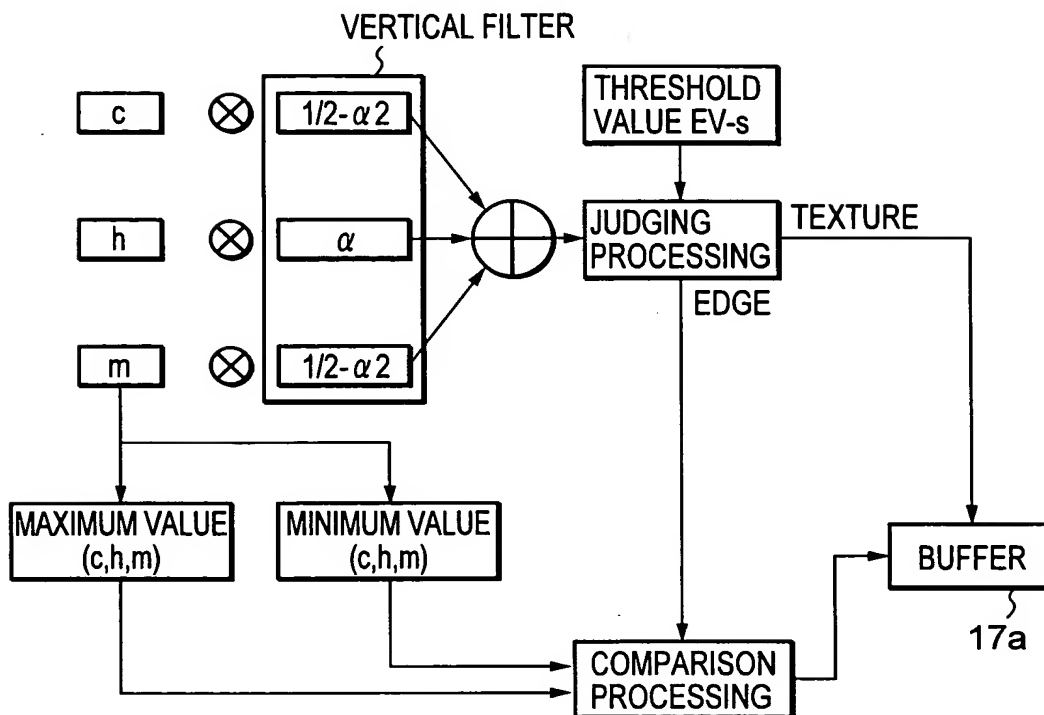 VERTICAL FILTER
c
1/2-α2
THRESHOLD
VALUE EV-s
h
α
JUDGING
PROCESSING
TEXTURE
EDGE
m
1/2-α2
MAXIMUM VALUE
(c,h,m)
MINIMUM VALUE
(c,h,m)
BUFFER
17a
COMPARISON
PROCESSING